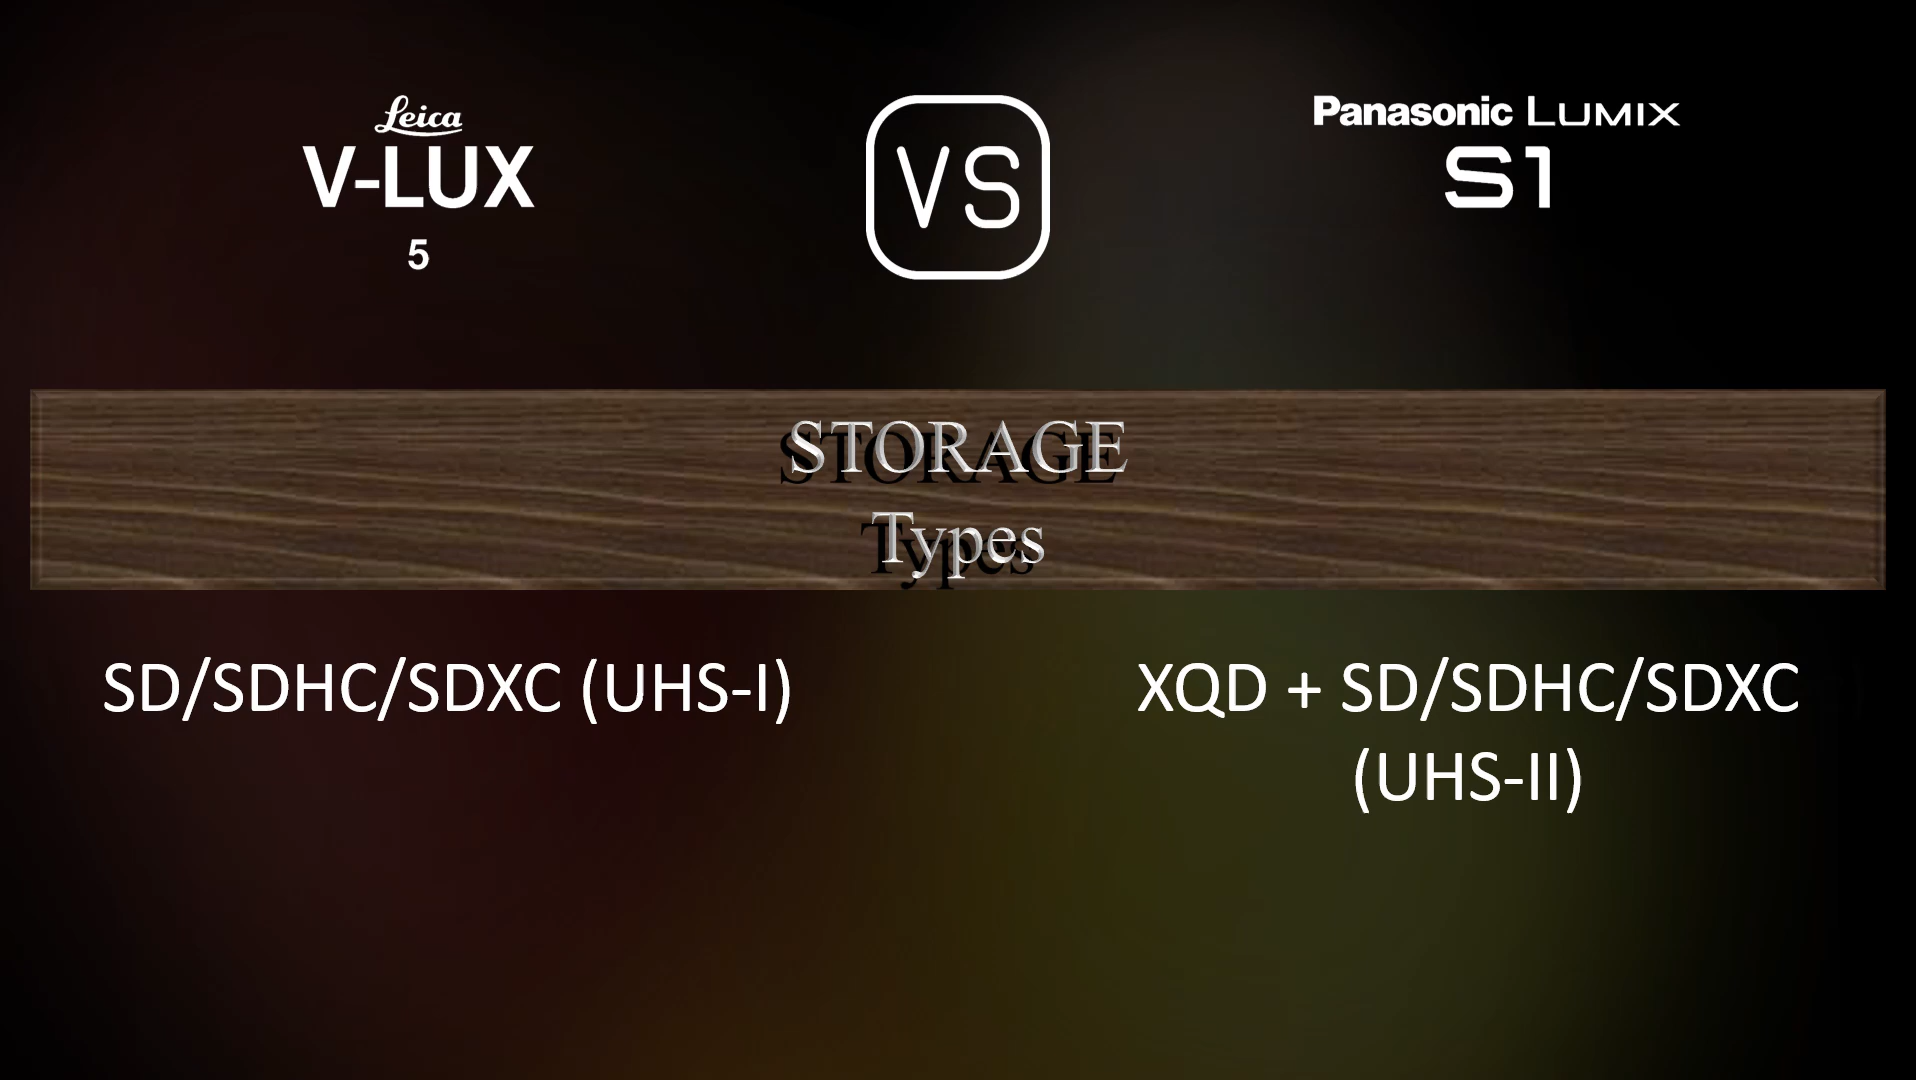 Leica
V-LUX
5
VS
Panasonic LUMIX
S1
STORAGE
Types
SD/SDHC/SDXC (UHS-I)
XQD + SD/SDHC/SDXC
(UHS-II)